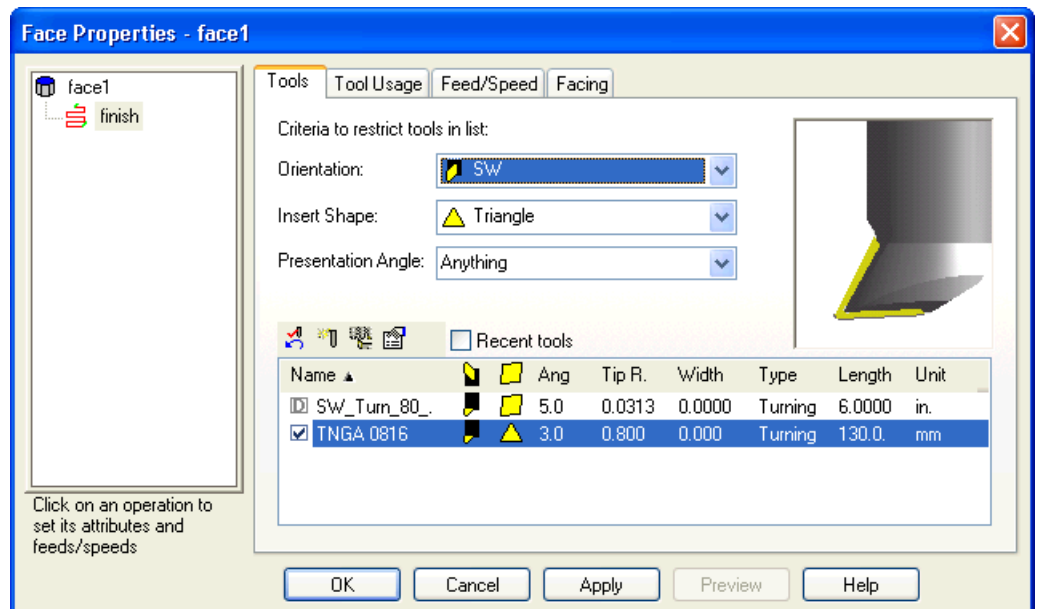 Face Properties - face1
face1
finish
Click on an operation to
set its attributes and
feeds/speeds
Tools Tool Usage Feed/Speed Facing
Criteria to restrict tools in list:
Orientation: SW
Insert Shape: Triangle
Presentation Angle: Anything
Recent tools
Name Ang Tip R. Width Type Length Unit
D SW_Turn_80_. 5.0 0.0313 0.0000 Turning 6.0000 in.
TNGA 0816 3.0 0.800 0.000 Turning 130.0. mm
OK Cancel Apply Preview Help